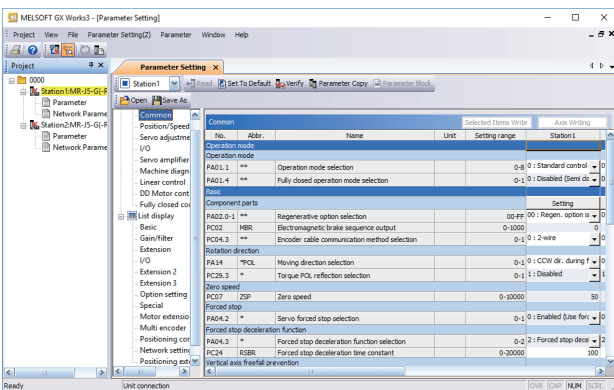 MELSOFT GX Works3 - [Parameter Setting]
Project View File Parameter Setting(Z) Parameter Window Help
Project
0000
Station1:MR-J5-G(-R
Parameter
Network Parame
Station2:MR-J5-G(-R
Parameter
Network Parame
Parameter Setting
Station1 Read Set To Default Verify Parameter Copy Parameter Block
Open Save As
Common
Position/Speed
Servo adjustme
I/O
Servo amplifier
Machine diagn
Linear control
DD Motor cont
Fully closed co
List display
Basic
Gain/filter
Extension
I/O
Extension 2
Extension 3
Option setting
Special
Motor extensio
Multi encoder
Positioning cor
Network setting
Positioning ext
Common Selected Items Write Axis Writing
No. Abbr. Name Unit Setting range Station1
Operation mode
Operation mode
PA01.1 ** Operation mode selection 0-8 0 : Standard control 0
PA01.4 ** Fully closed operation mode selection 0-1 0 : Disabled (Semi clc 0
Basic
Component parts Setting
PA02.0-1 ** Regenerative option selection 00-FF 00 : Regen. option is 0
PC02 MBR Electromagnetic brake sequence output 0-1000 0
PC04.3 ** Encoder cable communication method selection 0-1 0 : 2-wire 0
Rotation direction
PA14 *POL Moving direction selection 0-1 0 : CCW dir. during f 0
PC29.3 * Torque POL reflection selection 0-1 1 : Disabled 1
Zero speed
PC07 ZSP Zero speed 0-10000 50
Forced stop
PA04.2 * Servo forced stop selection 0-1 0 : Enabled (Use forc 0
Forced stop deceleration function
PA04.3 * Forced stop deceleration function selection 0-2 2 : Forced stop dece 2
PC24 RSBR Forced stop deceleration time constant 0-20000 100
Vertical axis freefall prevention
Ready Unit connection OVR CAP NUM SCRL